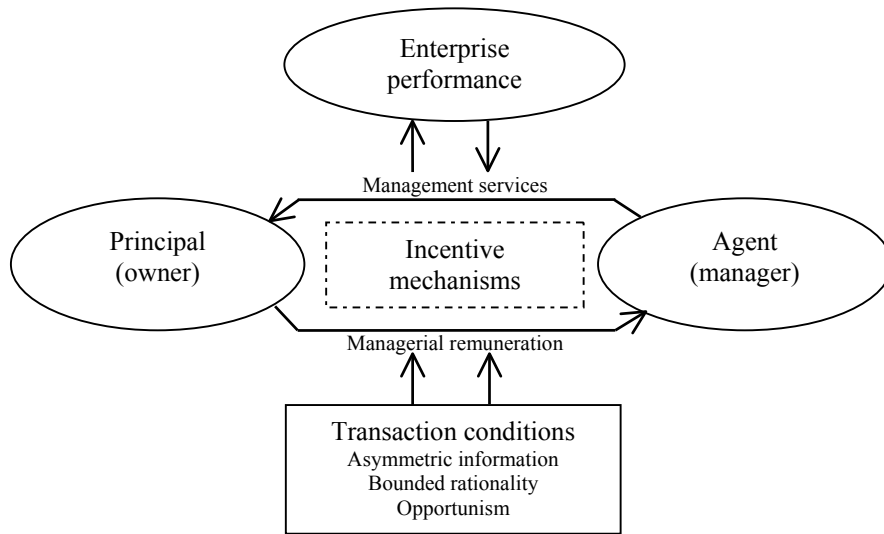 Enterprise
performance
Management services
Principal
(owner)
Incentive
mechanisms
Agent
(manager)
Managerial remuneration
Transaction conditions
Asymmetric information
Bounded rationality
Opportunism